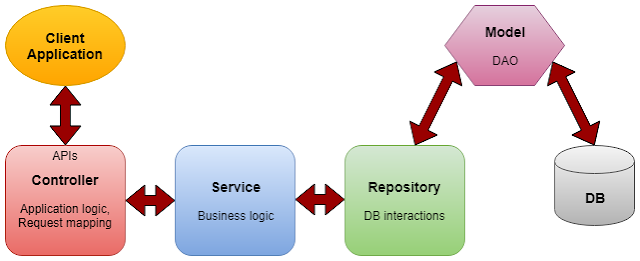 Client
Application
APIs
Controller
Application logic,
Request mapping
Service
Business logic
Repository
DB interactions
Model
DAO
DB